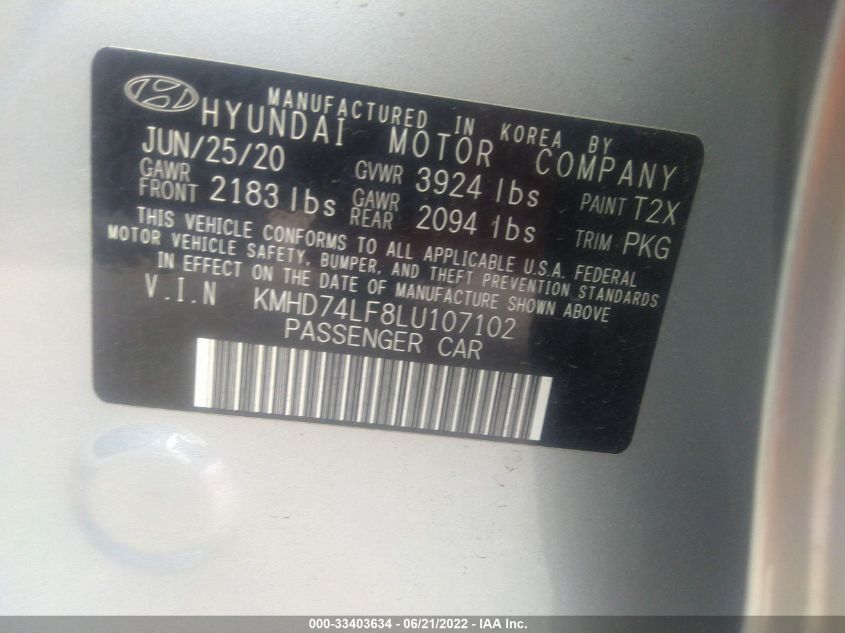 MANUFACTURED IN KOREA BY
HYUNDAI MOTOR COMPANY
JUN/25/20 GVWR 3924 lbs PAINT T2X
GAWR FRONT 2183 lbs GAWR REAR 2094 lbs TRIM PKG
THIS VEHICLE CONFORMS TO ALL APPLICABLE U.S.A. FEDERAL
MOTOR VEHICLE SAFETY, BUMPER, AND THEFT PREVENTION STANDARDS
IN EFFECT ON THE DATE OF MANUFACTURE SHOWN ABOVE
V.I.N KMHD74LF8LU107102
PASSENGER CAR
000-33403634 - 06/21/2022 - IAA Inc.